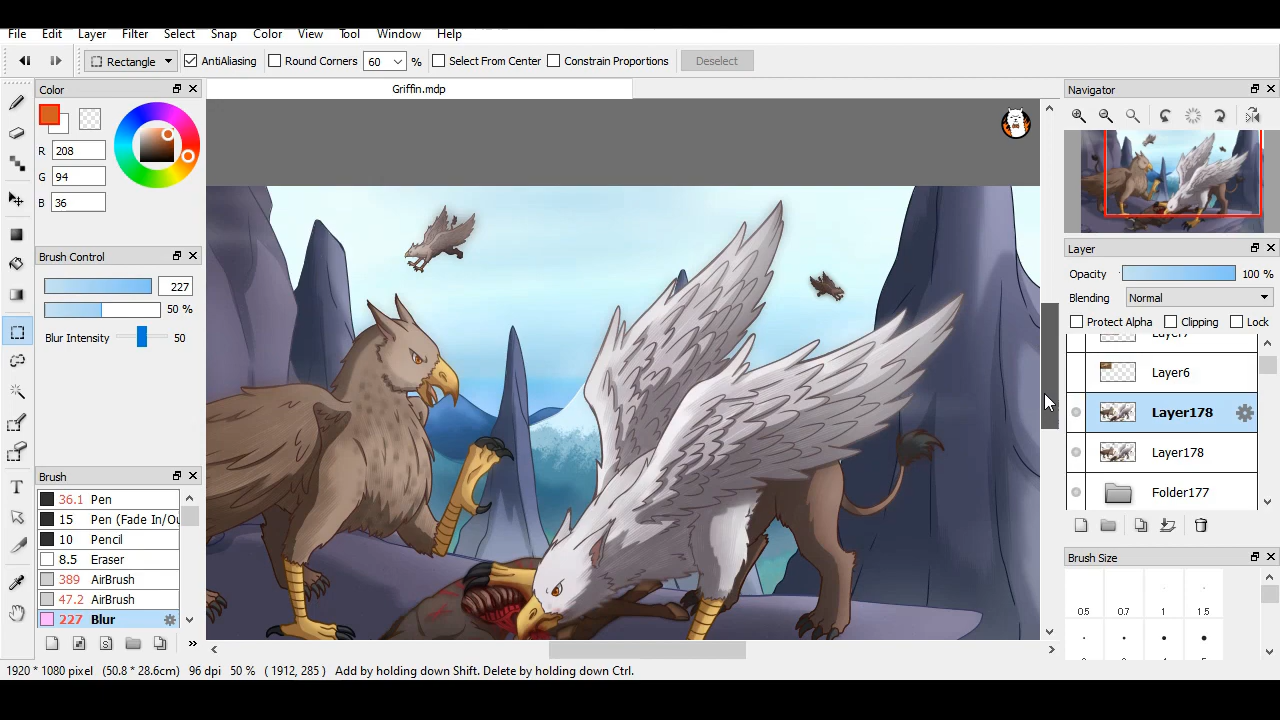 File Edit Layer Filter Select Snap Color View Tool Window Help
Rectangle AntiAliasing Round Corners 60 % Select From Center Constrain Proportions Deselect
Color
Griffin.mdp
Navigator
R 208
G 94
B 36
Layer
Brush Control
Opacity 100 %
227
Blending Normal
50 %
Protect Alpha Clipping Lock
Blur Intensity 50
Layer7
Layer6
Layer178
Layer178
Brush
Folder177
36.1 Pen
15 Pen (Fade In/Ou
10 Pencil
8.5 Eraser
Brush Size
389 AirBrush
47.2 AirBrush
0.5 0.7 1 1.5
227 Blur
1920 * 1080 pixel (50.8 * 28.6cm) 96 dpi 50 % ( 1912, 285 ) Add by holding down Shift. Delete by holding down Ctrl.